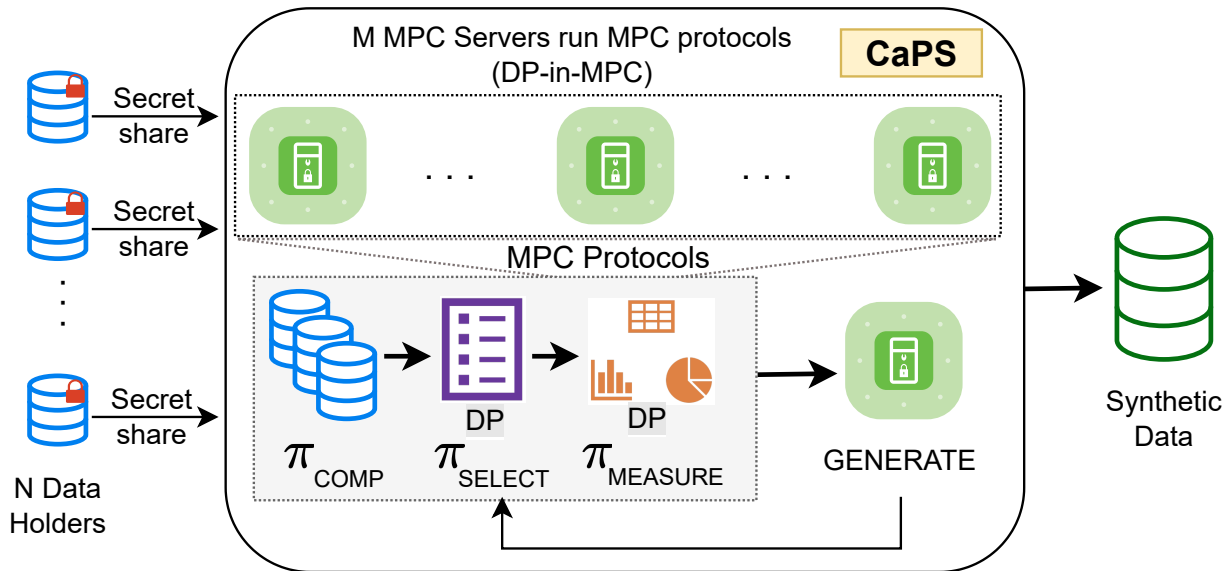 M MPC Servers run MPC protocols
(DP-in-MPC)
CaPS
Secret
share
Secret
share
. . .
. . .
MPC Protocols
.
.
.
Secret
share
DP
DP
π COMP
π SELECT
π MEASURE
GENERATE
N Data
Holders
Synthetic
Data